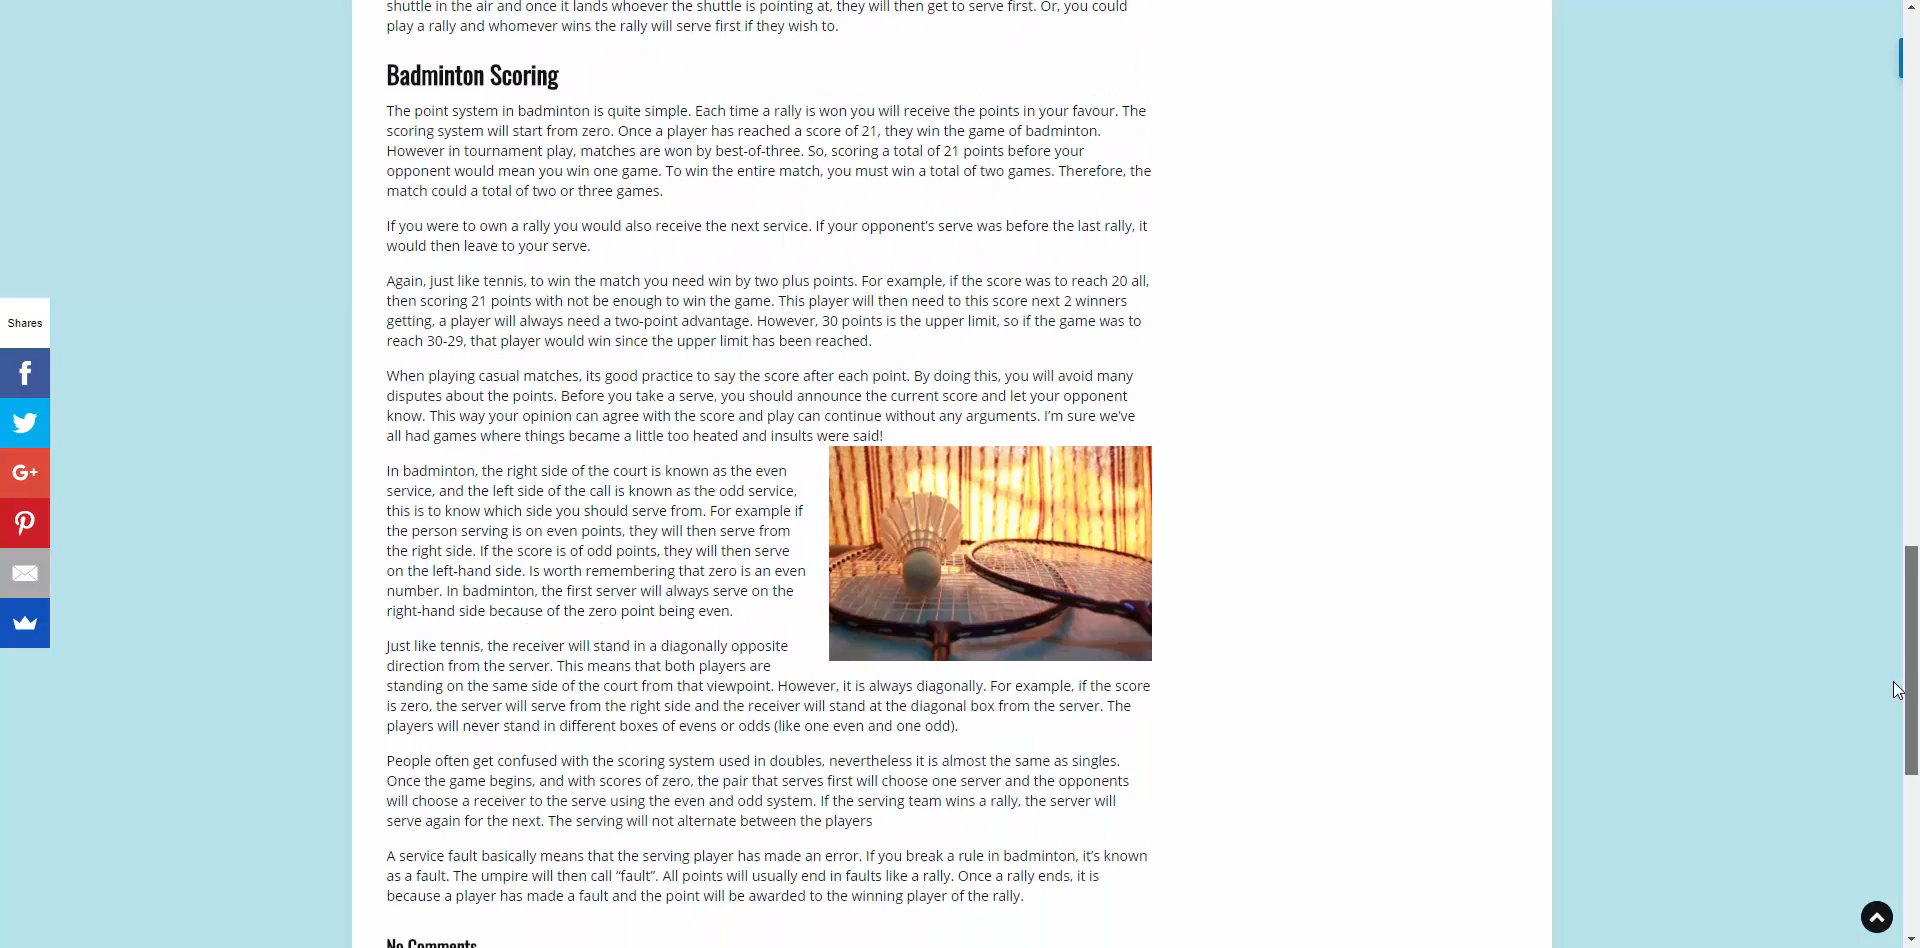 shuttle in the air and once it lands whoever the shuttle is pointing at, they will then get to serve first. Or, you could
play a rally and whomever wins the rally will serve first if they wish to.
Badminton Scoring
The point system in badminton is quite simple. Each time a rally is won you will receive the points in your favour. The
scoring system will start from zero. Once a player has reached a score of 21, they win the game of badminton.
However in tournament play, matches are won by best-of-three. So, scoring a total of 21 points before your
opponent would mean you win one game. To win the entire match, you must win a total of two games. Therefore, the
match could a total of two or three games.
If you were to own a rally you would also receive the next service. If your opponent’s serve was before the last rally, it
would then leave to your serve.
Again, just like tennis, to win the match you need win by two plus points. For example, if the score was to reach 20 all,
then scoring 21 points with not be enough to win the game. This player will then need to this score next 2 winners
getting, a player will always need a two-point advantage. However, 30 points is the upper limit, so if the game was to
reach 30-29, that player would win since the upper limit has been reached.
Shares
When playing casual matches, its good practice to say the score after each point. By doing this, you will avoid many
disputes about the points. Before you take a serve, you should announce the current score and let your opponent
know. This way your opinion can agree with the score and play can continue without any arguments. I’m sure we’ve
all had games where things became a little too heated and insults were said!
In badminton, the right side of the court is known as the even
service, and the left side of the call is known as the odd service,
this is to know which side you should serve from. For example if
the person serving is on even points, they will then serve from
the right side. If the score is of odd points, they will then serve
on the left-hand side. Is worth remembering that zero is an even
number. In badminton, the first server will always serve on the
right-hand side because of the zero point being even.
Just like tennis, the receiver will stand in a diagonally opposite
direction from the server. This means that both players are
standing on the same side of the court from that viewpoint. However, it is always diagonally. For example, if the score
is zero, the server will serve from the right side and the receiver will stand at the diagonal box from the server. The
players will never stand in different boxes of evens or odds (like one even and one odd).
People often get confused with the scoring system used in doubles, nevertheless it is almost the same as singles.
Once the game begins, and with scores of zero, the pair that serves first will choose one server and the opponents
will choose a receiver to the serve using the even and odd system. If the serving team wins a rally, the server will
serve again for the next. The serving will not alternate between the players
A service fault basically means that the serving player has made an error. If you break a rule in badminton, it’s known
as a fault. The umpire will then call “fault”. All points will usually end in faults like a rally. Once a rally ends, it is
because a player has made a fault and the point will be awarded to the winning player of the rally.
No Comments